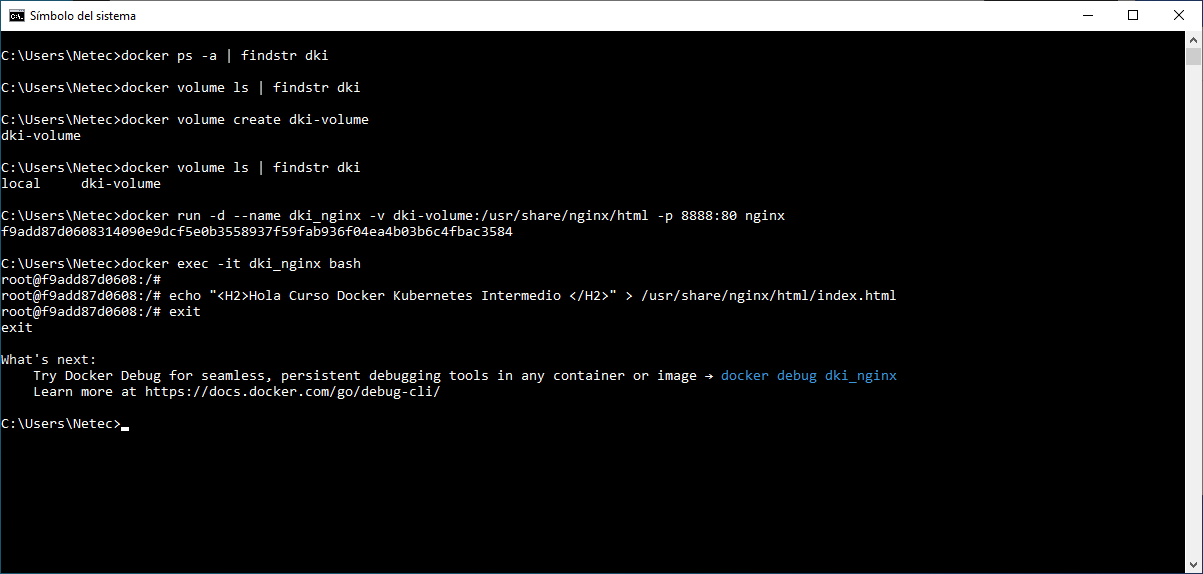 Símbolo del sistema
C:\Users\Netec>docker ps -a | findstr dki
C:\Users\Netec>docker volume ls | findstr dki
C:\Users\Netec>docker volume create dki-volume
dki-volume
C:\Users\Netec>docker volume ls | findstr dki
local     dki-volume
C:\Users\Netec>docker run -d --name dki_nginx -v dki-volume:/usr/share/nginx/html -p 8888:80 nginx
f9add87d0608314090e9dcf5e0b3558937f59fab936f04ea4b03b6c4fbac3584
C:\Users\Netec>docker exec -it dki_nginx bash
root@f9add87d0608:/#
root@f9add87d0608:/# echo "<H2>Hola Curso Docker Kubernetes Intermedio </H2>" > /usr/share/nginx/html/index.html
root@f9add87d0608:/# exit
exit
What's next:
    Try Docker Debug for seamless, persistent debugging tools in any container or image → docker debug dki_nginx
    Learn more at https://docs.docker.com/go/debug-cli/
C:\Users\Netec>